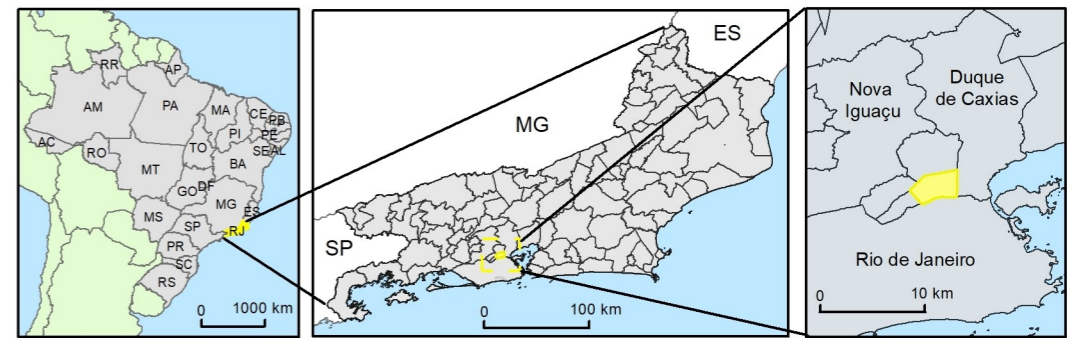 RR
AP
AM
PA
MA
CE
PB
PE
PI
AC
RO
TO
SE
AL
MT
BA
DF
GO
MG
ES
MS
SP
RJ
PR
SC
RS
0
1000 km
ES
MG
SP
0
100 km
Nova
Iguaçu
Duque
de Caxias
Rio de Janeiro
0
10 km